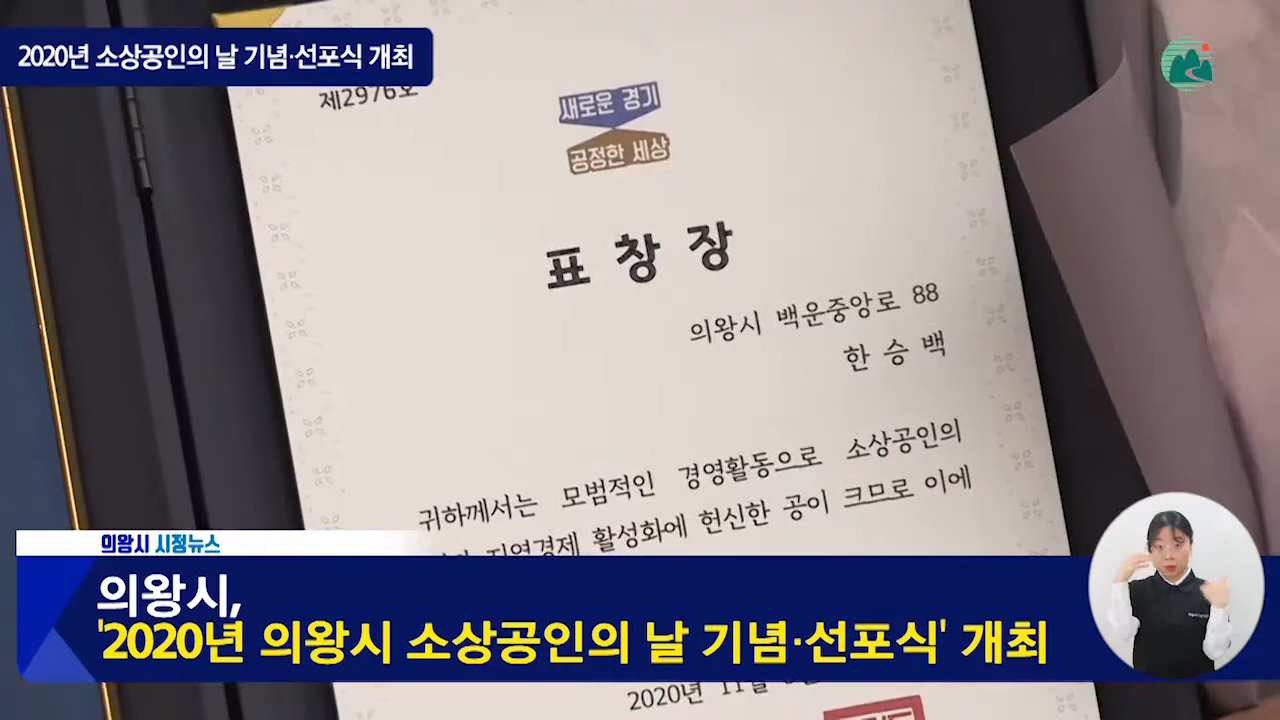 2020년 소상공인의 날 기념·선포식 개최
제2976호
새로운 경기
공정한 세상
표 창 장
의왕시 백운중앙로 88
한 승 백
귀하께서는 모범적인 경영활동으로 소상공인의
지역경제 활성화에 헌신한 공이 크므로 이에
의왕시 시정뉴스
의왕시,
'2020년 의왕시 소상공인의 날 기념·선포식' 개최
2020년 11월